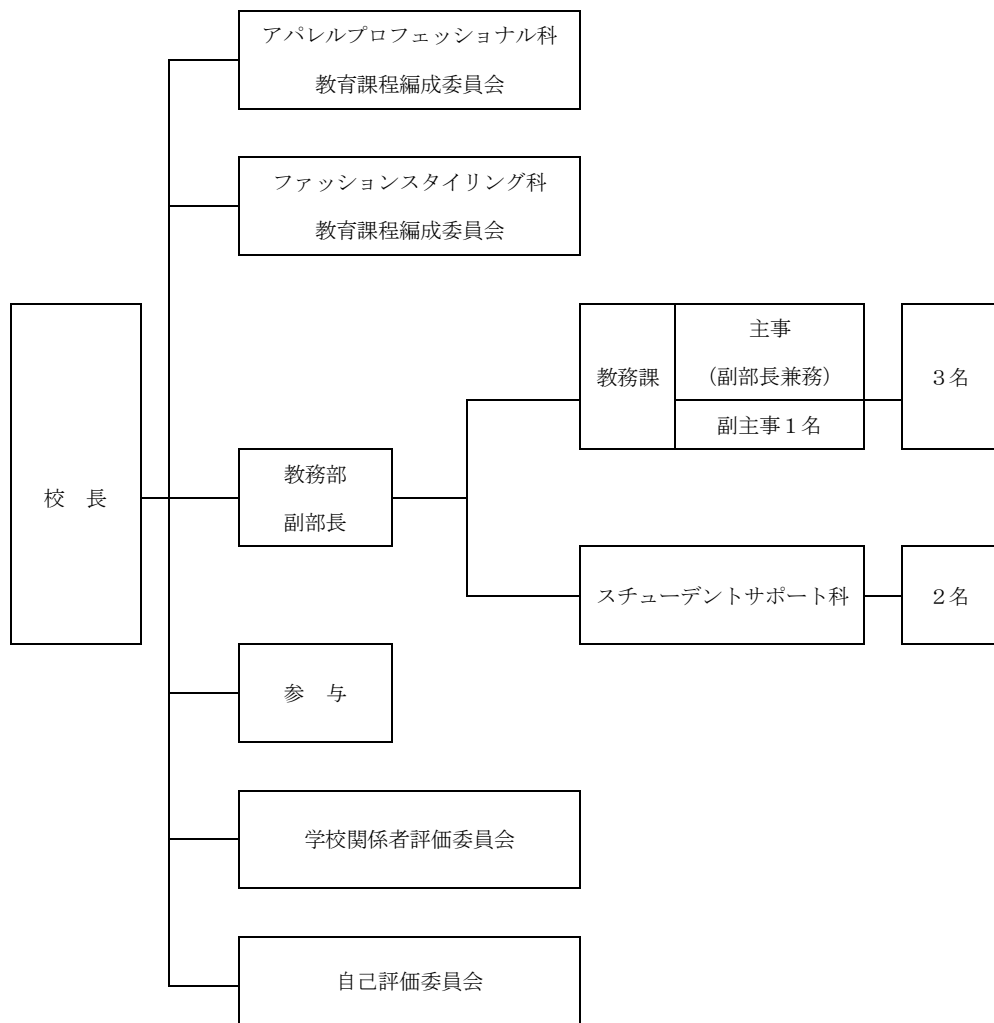 アパレルプロフェッショナル科
教育課程編成委員会
ファッションスタイリング科
教育課程編成委員会
校　長
教務部
副部長
教務課
主事
(副部長兼務)
副主事１名
３名
スチューデントサポート科
２名
参　与
学校関係者評価委員会
自己評価委員会